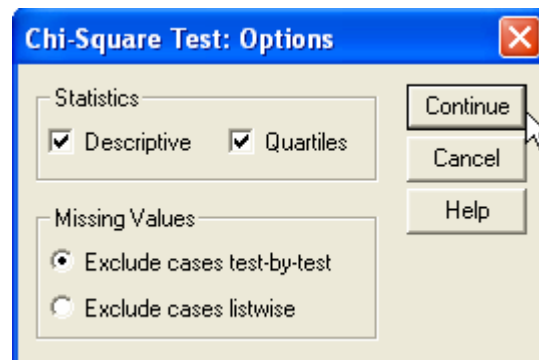 Chi-Square Test: Options
Statistics
Descriptive
Quartiles
Missing Values
Exclude cases test-by-test
Exclude cases listwise
Continue
Cancel
Help